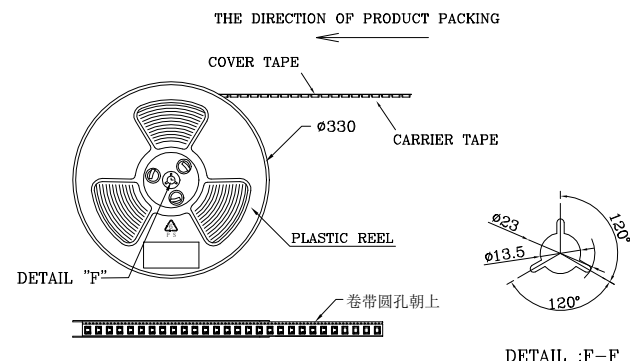 THE DIRECTION OF PRODUCT PACKING
COVER TAPE
ø330
CARRIER TAPE
PLASTIC REEL
PS
DETAIL "F"
卷带圆孔朝上
ø23
ø13.5
120°
120°
DETAIL :F-F